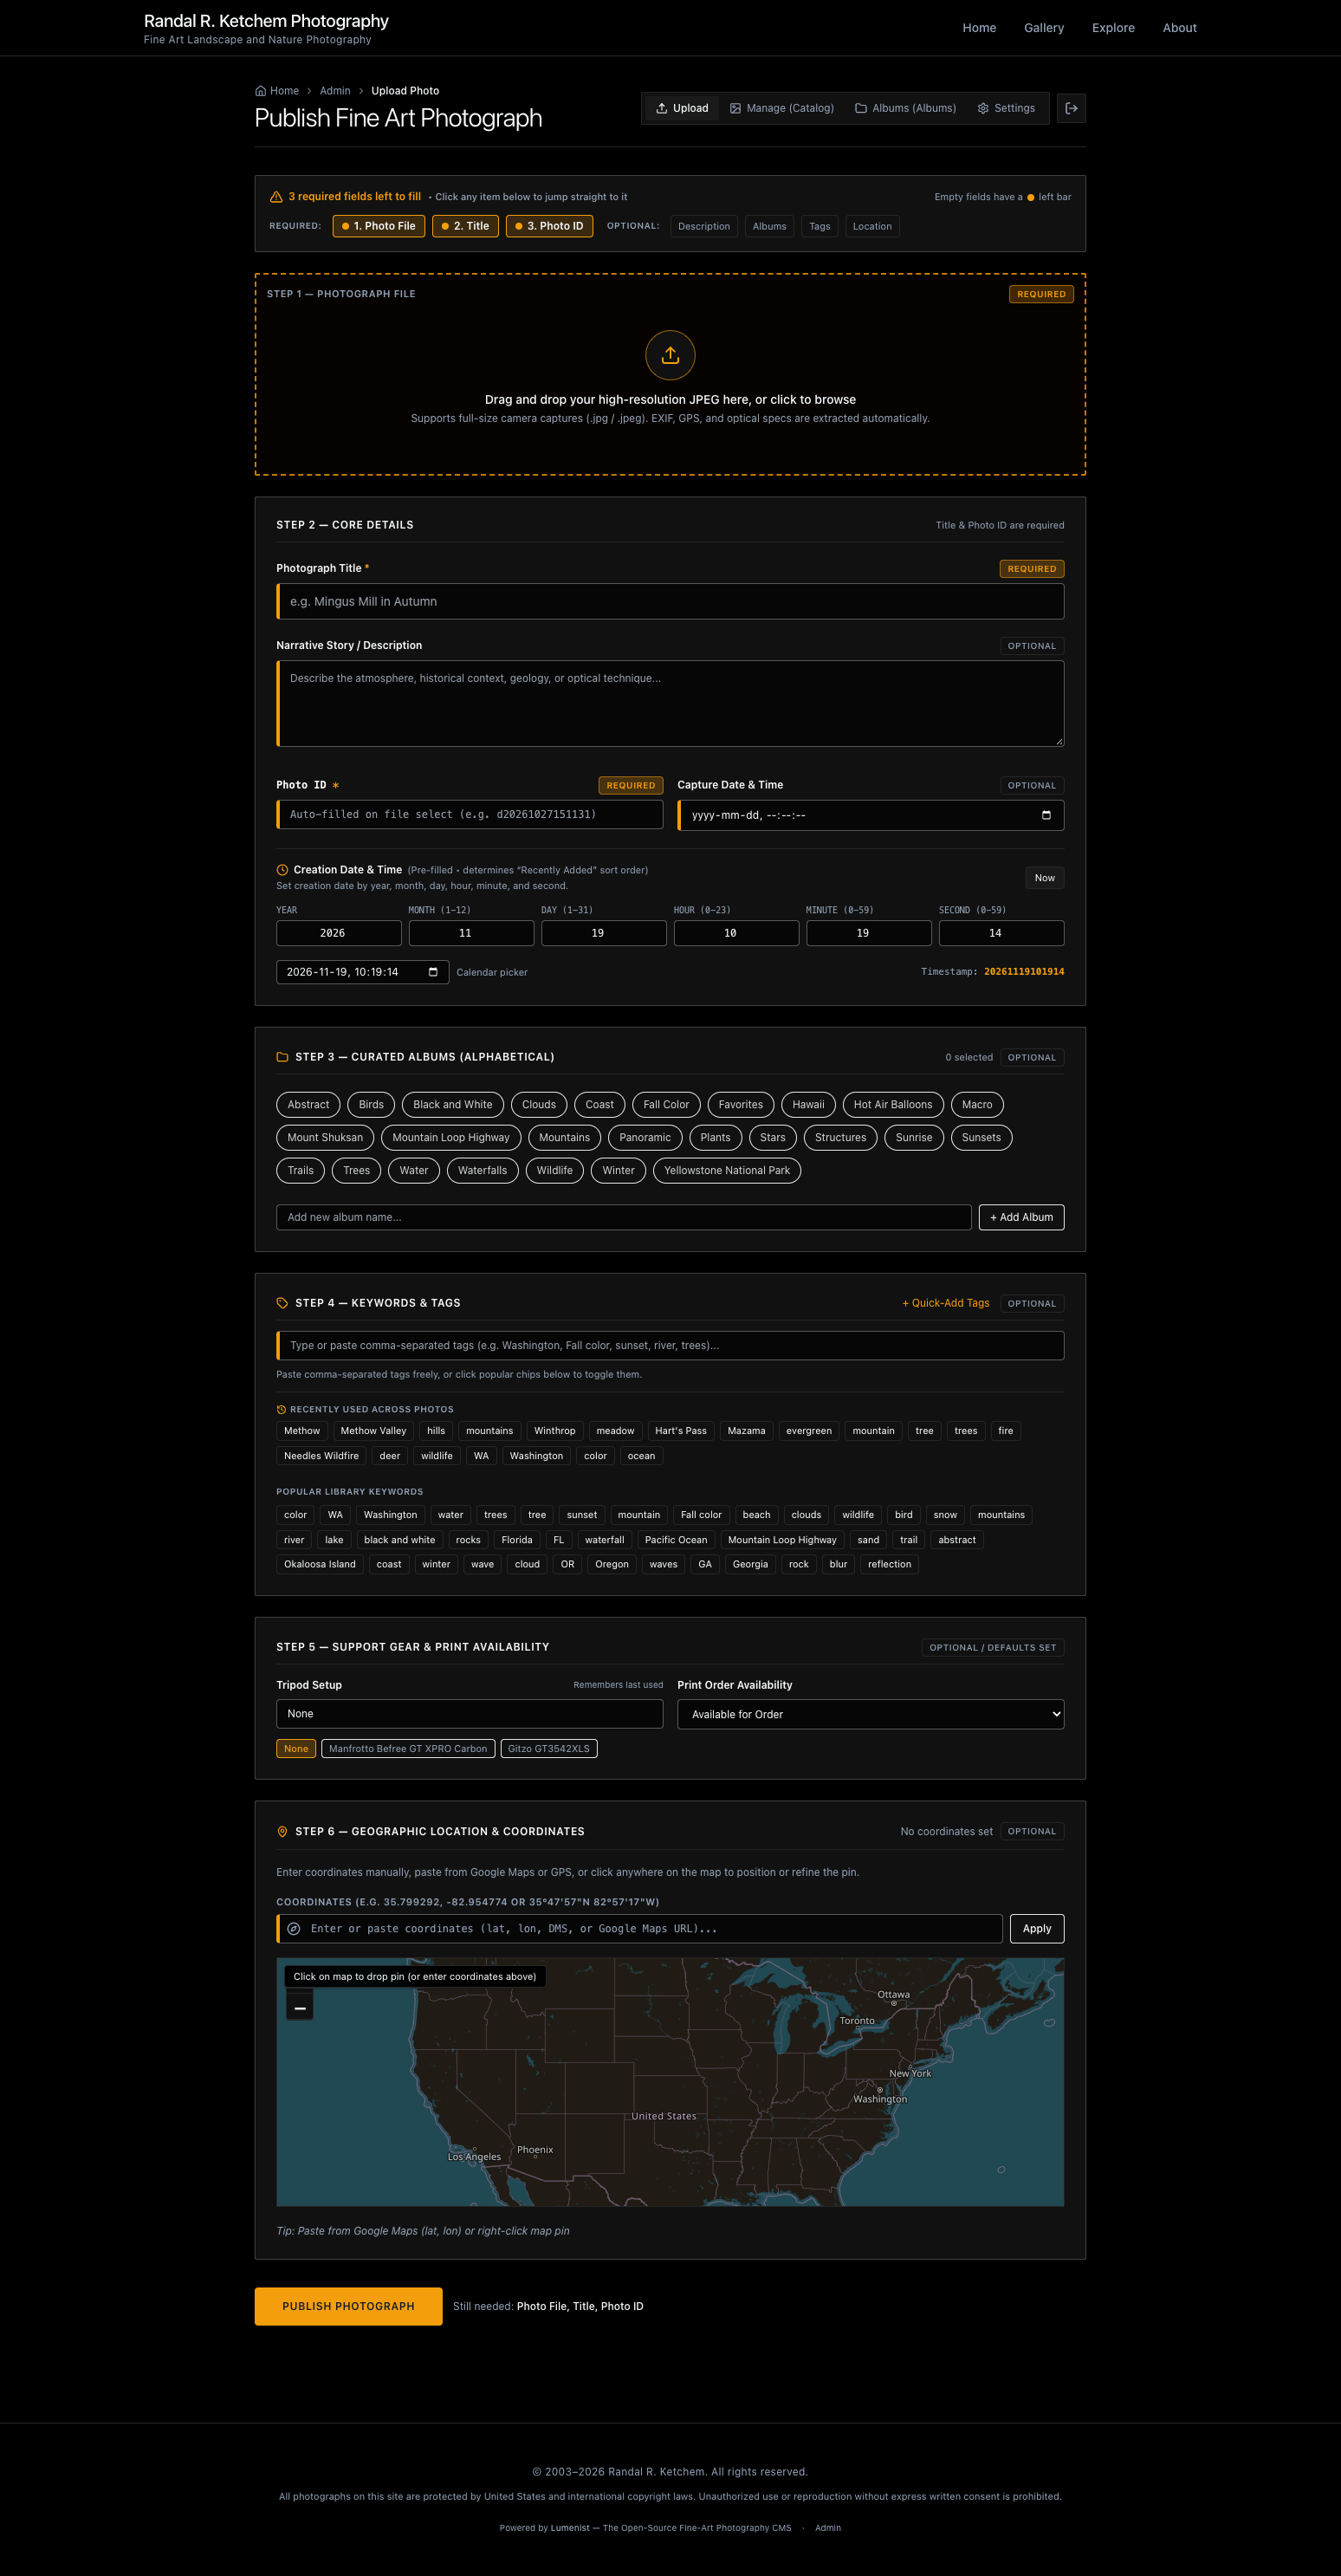 Randal R. Ketchem Photography
Fine Art Landscape and Nature Photography
Home Gallery Explore About
Home > Admin > Upload Photo
Publish Fine Art Photograph
Upload Manage (Catalog) Albums (Albums) Settings
3 required fields left to fill • Click any item below to jump straight to it
Empty fields have a ● left bar
REQUIRED: 1. Photo File 2. Title 3. Photo ID OPTIONAL: Description Albums Tags Location
STEP 1 — PHOTOGRAPH FILE
REQUIRED
Drag and drop your high-resolution JPEG here, or click to browse
Supports full-size camera captures (.jpg / .jpeg). EXIF, GPS, and optical specs are extracted automatically.
STEP 2 — CORE DETAILS
Title & Photo ID are required
Photograph Title *
REQUIRED
e.g. Mingus Mill in Autumn
Narrative Story / Description
OPTIONAL
Describe the atmosphere, historical context, geology, or optical technique...
Photo ID *
REQUIRED
Auto-filled on file select (e.g. d20261027151131)
Capture Date & Time
OPTIONAL
yyyy-mm-dd, --:--:--
Creation Date & Time (Pre-filled • determines "Recently Added" sort order)
Set creation date by year, month, day, hour, minute, and second.
Now
YEAR MONTH (1–12) DAY (1–31) HOUR (0–23) MINUTE (0–59) SECOND (0–59)
2026 11 19 10 19 14
2026-11-19, 10:19:14 Calendar picker
Timestamp: 20261119101914
STEP 3 — CURATED ALBUMS (ALPHABETICAL)
0 selected OPTIONAL
Abstract Birds Black and White Clouds Coast Fall Color Favorites Hawaii Hot Air Balloons Macro
Mount Shuksan Mountain Loop Highway Mountains Panoramic Plants Stars Structures Sunrise Sunsets
Trails Trees Water Waterfalls Wildlife Winter Yellowstone National Park
Add new album name...
+ Add Album
STEP 4 — KEYWORDS & TAGS
+ Quick-Add Tags OPTIONAL
Type or paste comma-separated tags (e.g. Washington, Fall color, sunset, river, trees)...
Paste comma-separated tags freely, or click popular chips below to toggle them.
RECENTLY USED ACROSS PHOTOS
Methow Methow Valley hills mountains Winthrop meadow Hart's Pass Mazama evergreen mountain tree trees fire
Needles Wildfire deer wildlife WA Washington color ocean
POPULAR LIBRARY KEYWORDS
color WA Washington water trees tree sunset mountain Fall color beach clouds wildlife bird snow mountains
river lake black and white rocks Florida FL waterfall Pacific Ocean Mountain Loop Highway sand trail abstract
Okaloosa Island coast winter wave cloud OR Oregon waves GA Georgia rock blur reflection
STEP 5 — SUPPORT GEAR & PRINT AVAILABILITY
OPTIONAL / DEFAULTS SET
Tripod Setup
Remembers last used
Print Order Availability
None
Available for Order
None Manfrotto Befree GT XPRO Carbon Gitzo GT3542XLS
STEP 6 — GEOGRAPHIC LOCATION & COORDINATES
No coordinates set OPTIONAL
Enter coordinates manually, paste from Google Maps or GPS, or click anywhere on the map to position or refine the pin.
COORDINATES (E.G. 35.799292, -82.954774 OR 35°47'57"N 82°57'17"W)
Enter or paste coordinates (lat, lon, DMS, or Google Maps URL)...
Apply
Click on map to drop pin (or enter coordinates above)
Ottawa
Toronto
New York
Washington
United States
Phoenix
Los Angeles
Tip: Paste from Google Maps (lat, lon) or right-click map pin
PUBLISH PHOTOGRAPH
Still needed: Photo File, Title, Photo ID
© 2003–2026 Randal R. Ketchem. All rights reserved.
All photographs on this site are protected by United States and international copyright laws. Unauthorized use or reproduction without express written consent is prohibited.
Powered by Lumenist — The Open-Source Fine-Art Photography CMS · Admin